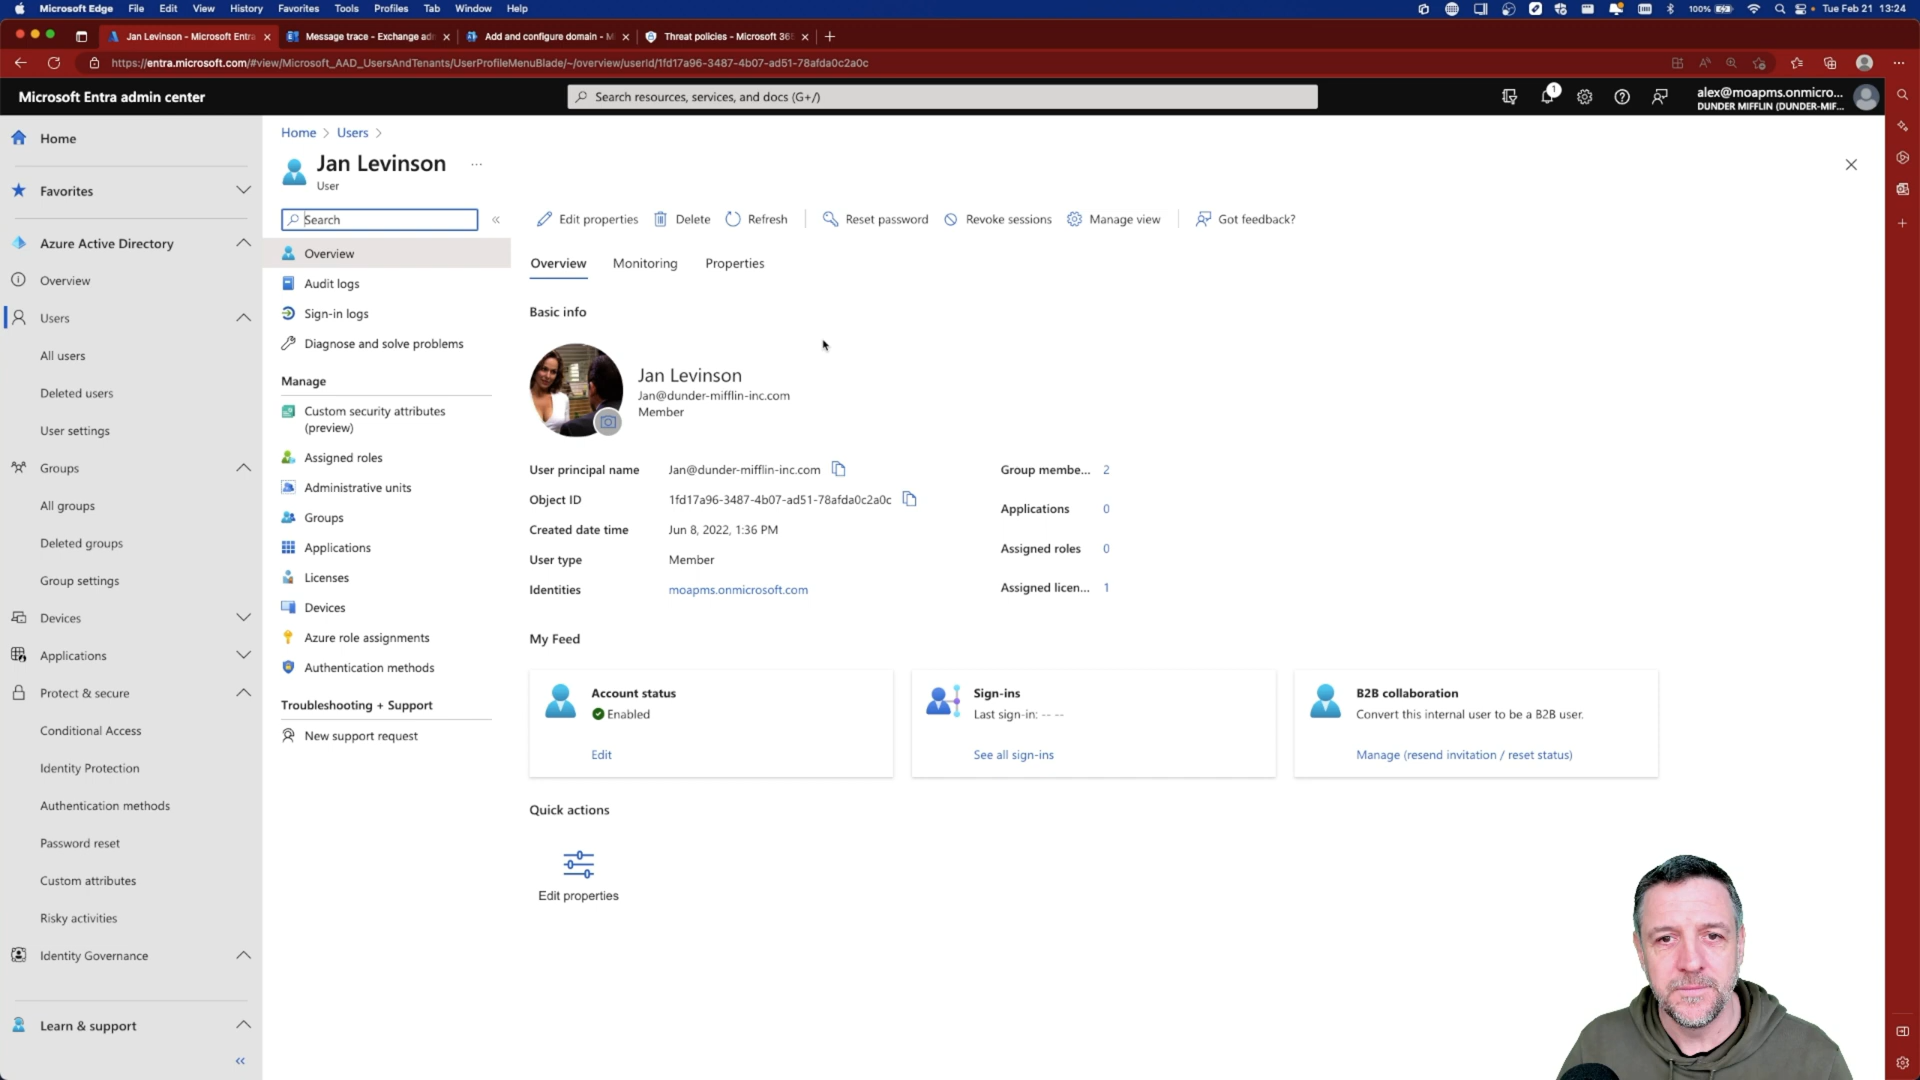 Microsoft Edge File Edit View History Favorites Tools Profiles Tab Window Help 100% Tue Feb 21 13:24
Jan Levinson - Microsoft Entra
Message trace - Exchange adm
Add and configure domain - M
Threat policies - Microsoft 365
https://entra.microsoft.com/#view/Microsoft_AAD_UsersAndTenants/UserProfileMenuBlade/~/overview/userId/1fd17a96-3487-4b07-ad51-78afda0c2a0c
Microsoft Entra admin center
Search resources, services, and docs (G+/)
1
alex@moapms.onmicro...
DUNDER MIFFLIN (DUNDER-MIF...
Home
Favorites
Azure Active Directory
Overview
Users
All users
Deleted users
User settings
Groups
All groups
Deleted groups
Group settings
Devices
Applications
Protect & secure
Conditional Access
Identity Protection
Authentication methods
Password reset
Custom attributes
Risky activities
Identity Governance
Learn & support
Home > Users >
Jan Levinson ...
User
Search
Overview
Audit logs
Sign-in logs
Diagnose and solve problems
Manage
Custom security attributes
(preview)
Assigned roles
Administrative units
Groups
Applications
Licenses
Devices
Azure role assignments
Authentication methods
Troubleshooting + Support
New support request
Edit properties Delete Refresh Reset password Revoke sessions Manage view Got feedback?
Overview Monitoring Properties
Basic info
Jan Levinson
Jan@dunder-mifflin-inc.com
Member
User principal name Jan@dunder-mifflin-inc.com
Object ID 1fd17a96-3487-4b07-ad51-78afda0c2a0c
Created date time Jun 8, 2022, 1:36 PM
User type Member
Identities moapms.onmicrosoft.com
Group membe... 2
Applications 0
Assigned roles 0
Assigned licen... 1
My Feed
Account status
Enabled
Edit
Sign-ins
Last sign-in: -- --
See all sign-ins
B2B collaboration
Convert this internal user to be a B2B user.
Manage (resend invitation / reset status)
Quick actions
Edit properties